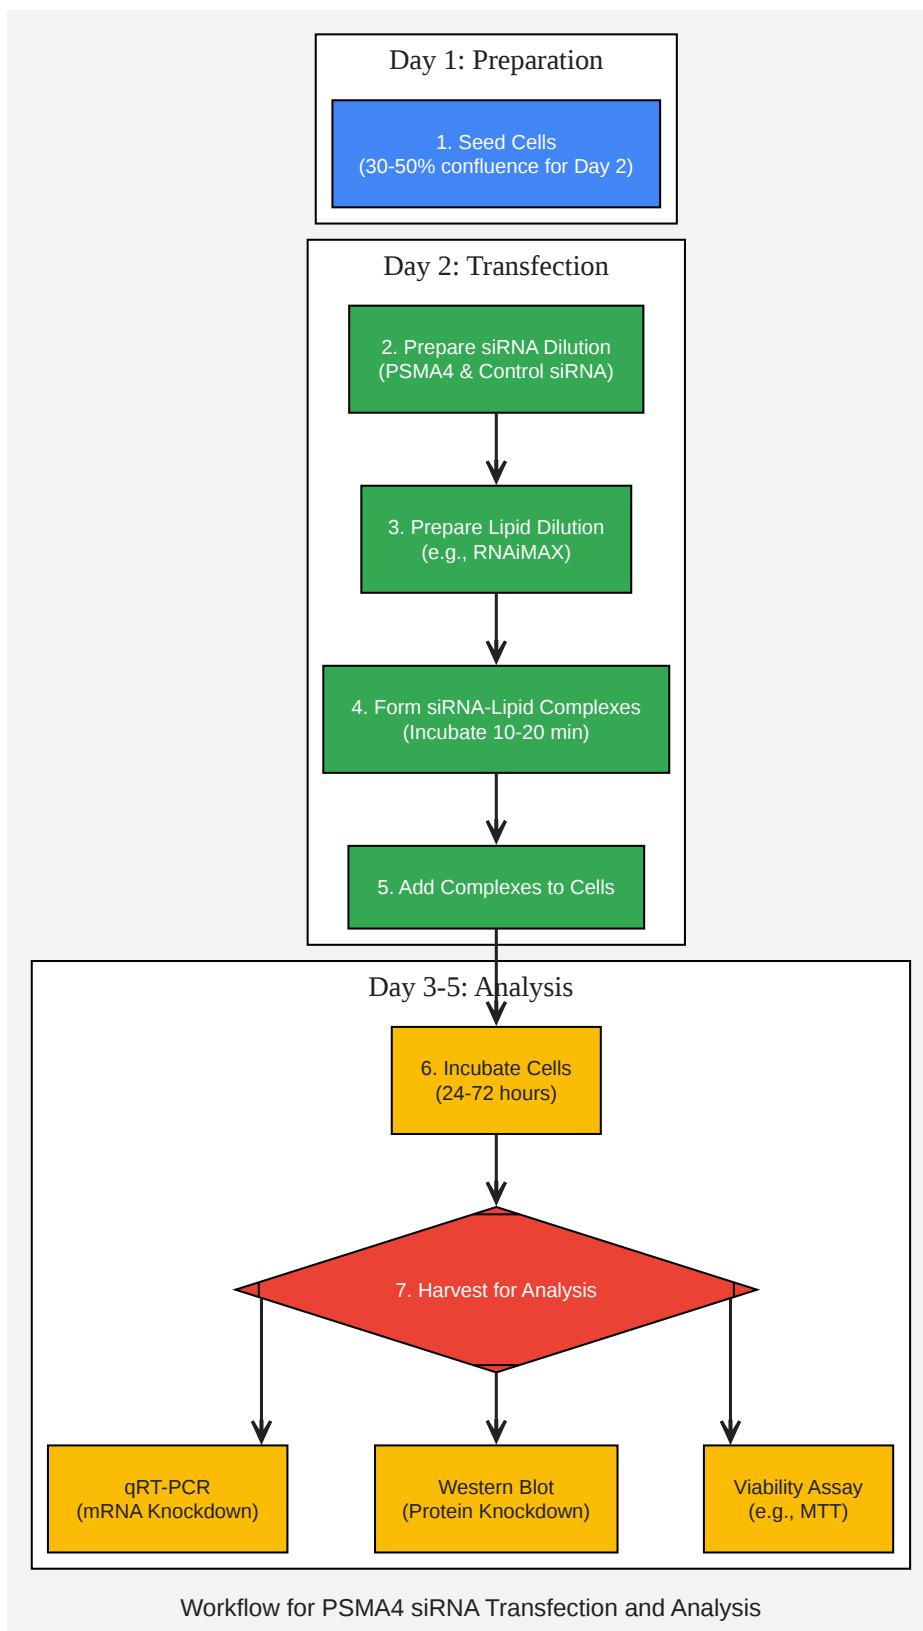 Day 1: Preparation
1. Seed Cells
(30-50% confluence for Day 2)
Day 2: Transfection
2. Prepare siRNA Dilution
(PSMA4 & Control siRNA)
3. Prepare Lipid Dilution
(e.g., RNAiMAX)
4. Form siRNA-Lipid Complexes
(Incubate 10-20 min)
5. Add Complexes to Cells
Day 3-5: Analysis
6. Incubate Cells
(24-72 hours)
7. Harvest for Analysis
qRT-PCR
(mRNA Knockdown)
Western Blot
(Protein Knockdown)
Viability Assay
(e.g., MTT)
Workflow for PSMA4 siRNA Transfection and Analysis